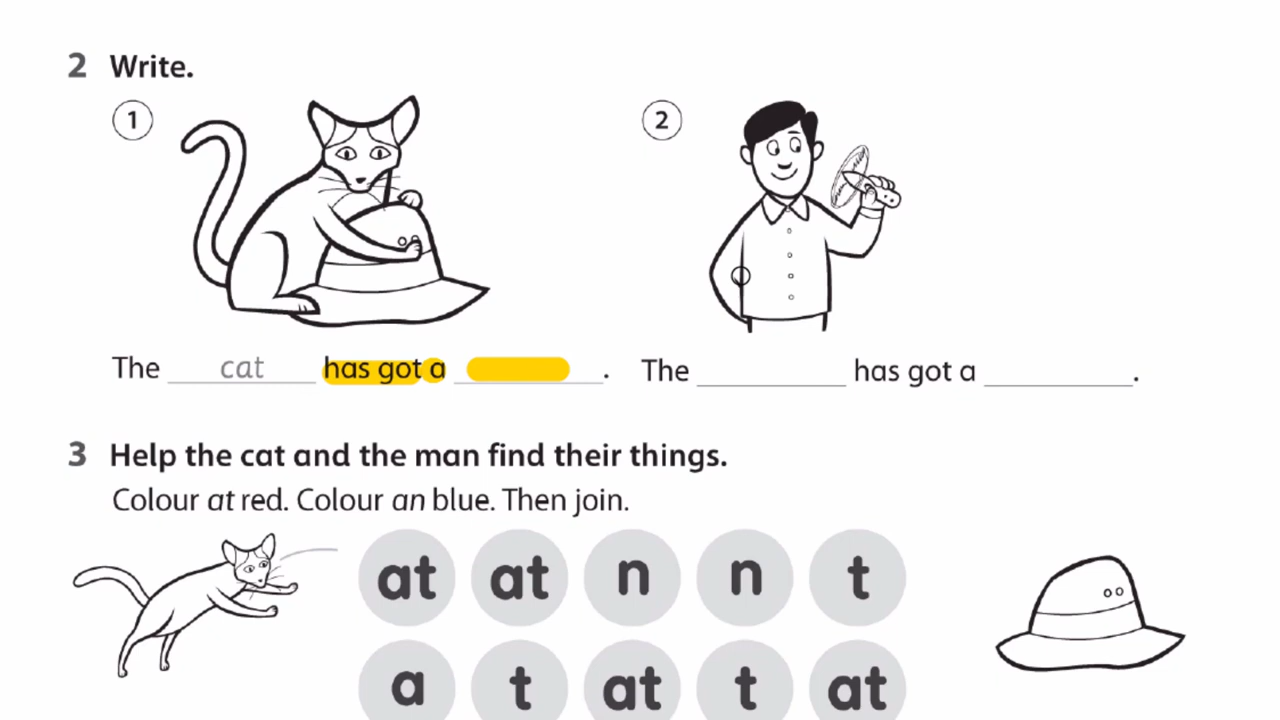 2 Write.
1 2
The cat has got a . The has got a .
3 Help the cat and the man find their things.
Colour at red. Colour an blue. Then join.
at at n n t
a t at t at